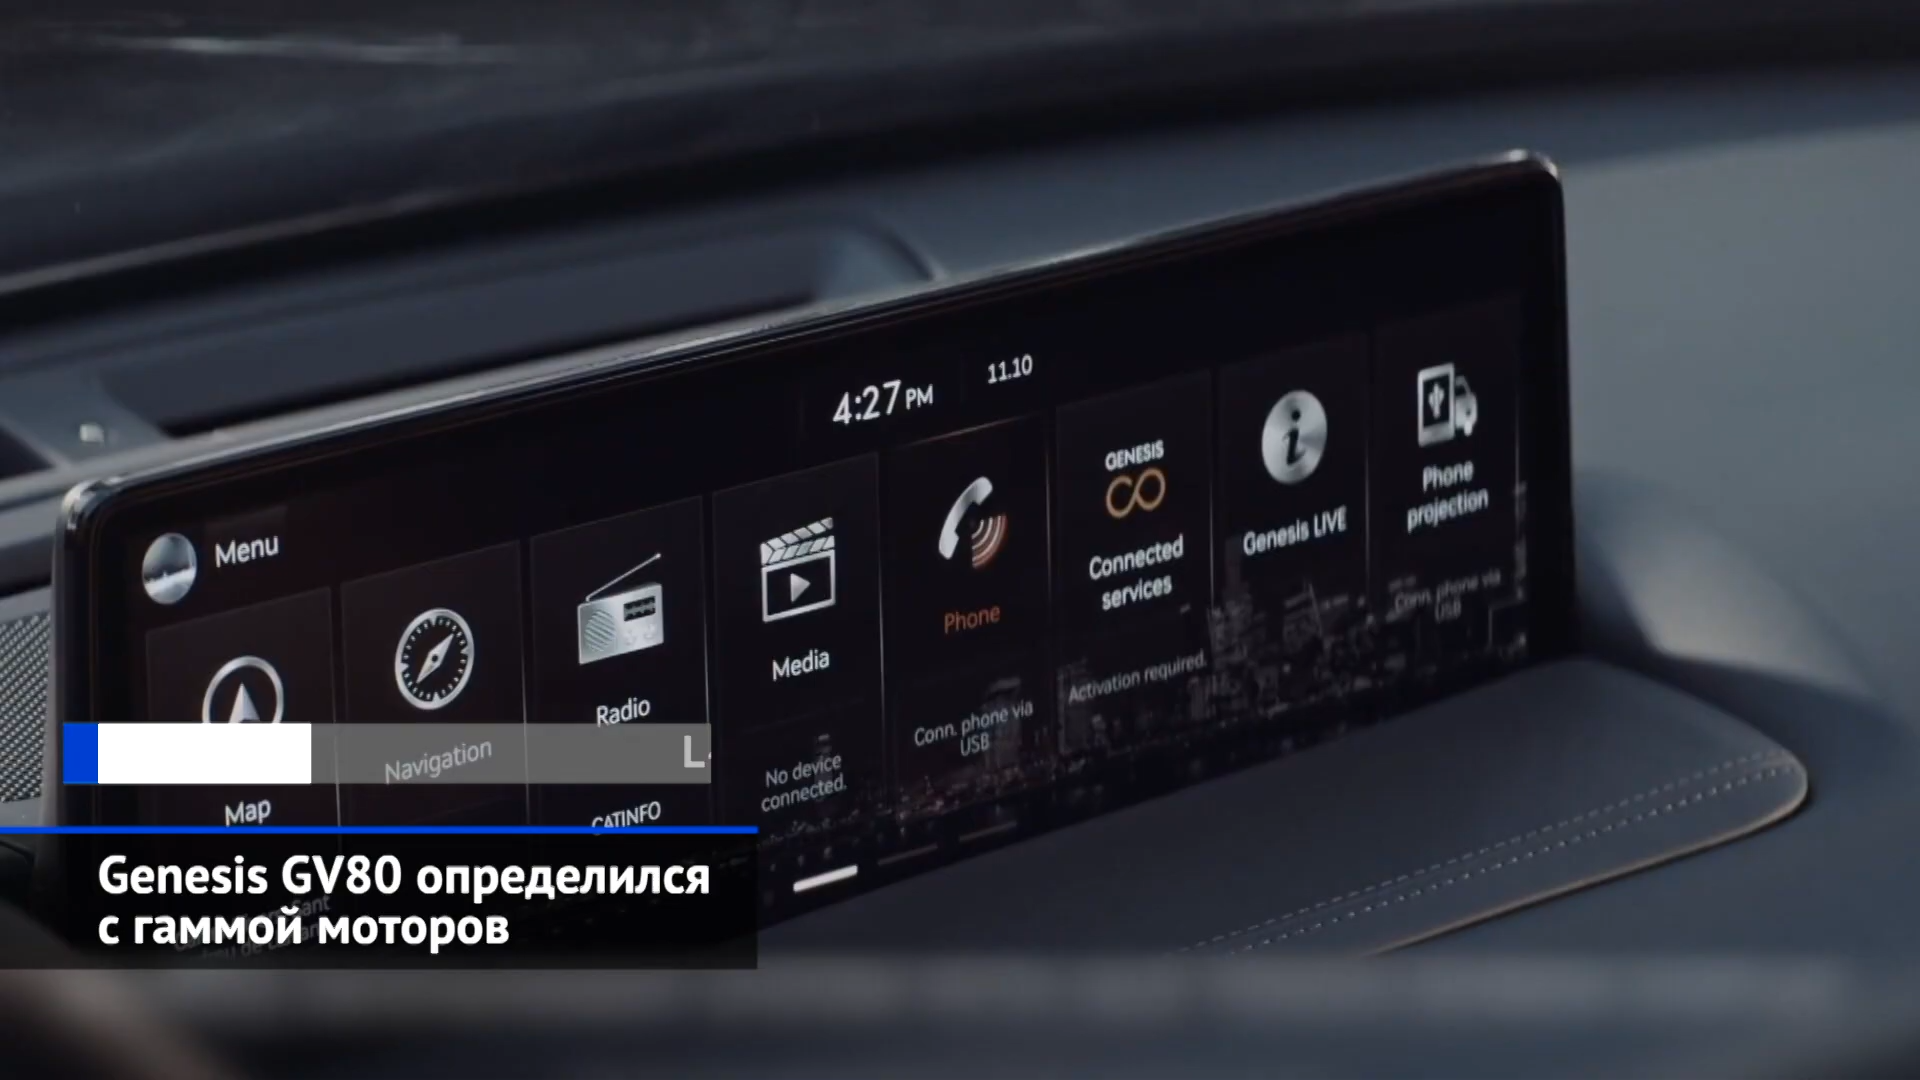 4:27 PM
11.10
Menu
Map
Navigation
Radio
CATINFO
Media
No device
connected.
Phone
Conn. phone via
USB
GENESIS
Connected
services
Activation required.
Genesis LIVE
Phone
projection
Conn. phone via
USB
L
Genesis GV80 определился
с гаммой моторов